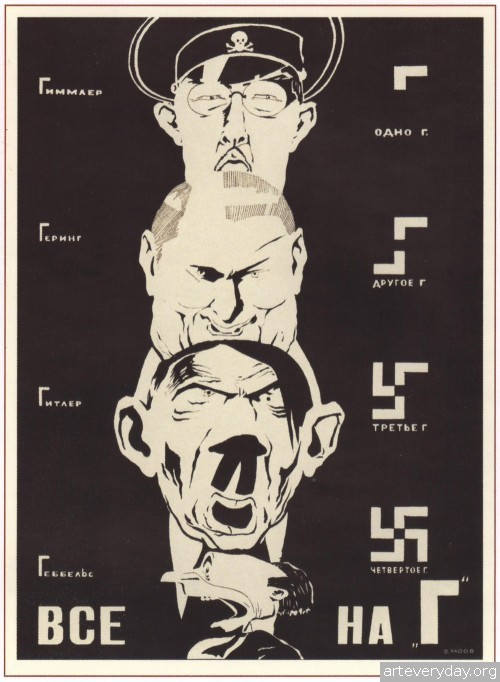 Гиммлер
ОДНО Г.
Геринг
ДРУГОЕ Г.
Гитлер
ТРЕТЬЕ Г
Геббельс
ЧЕТВЕРТОЕ Г.
ВСЕ НА „Г“
arteveryday.org